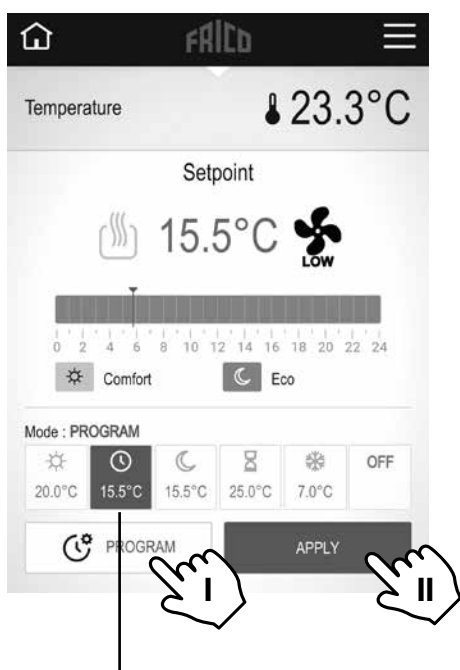 FRICO
Temperature 23.3°C
Setpoint
15.5°C
LOW
0 2 4 6 8 10 12 14 16 18 20 22 24
Comfort Eco
Mode : PROGRAM
20.0°C 15.5°C 15.5°C 25.0°C 7.0°C OFF
PROGRAM APPLY
I II